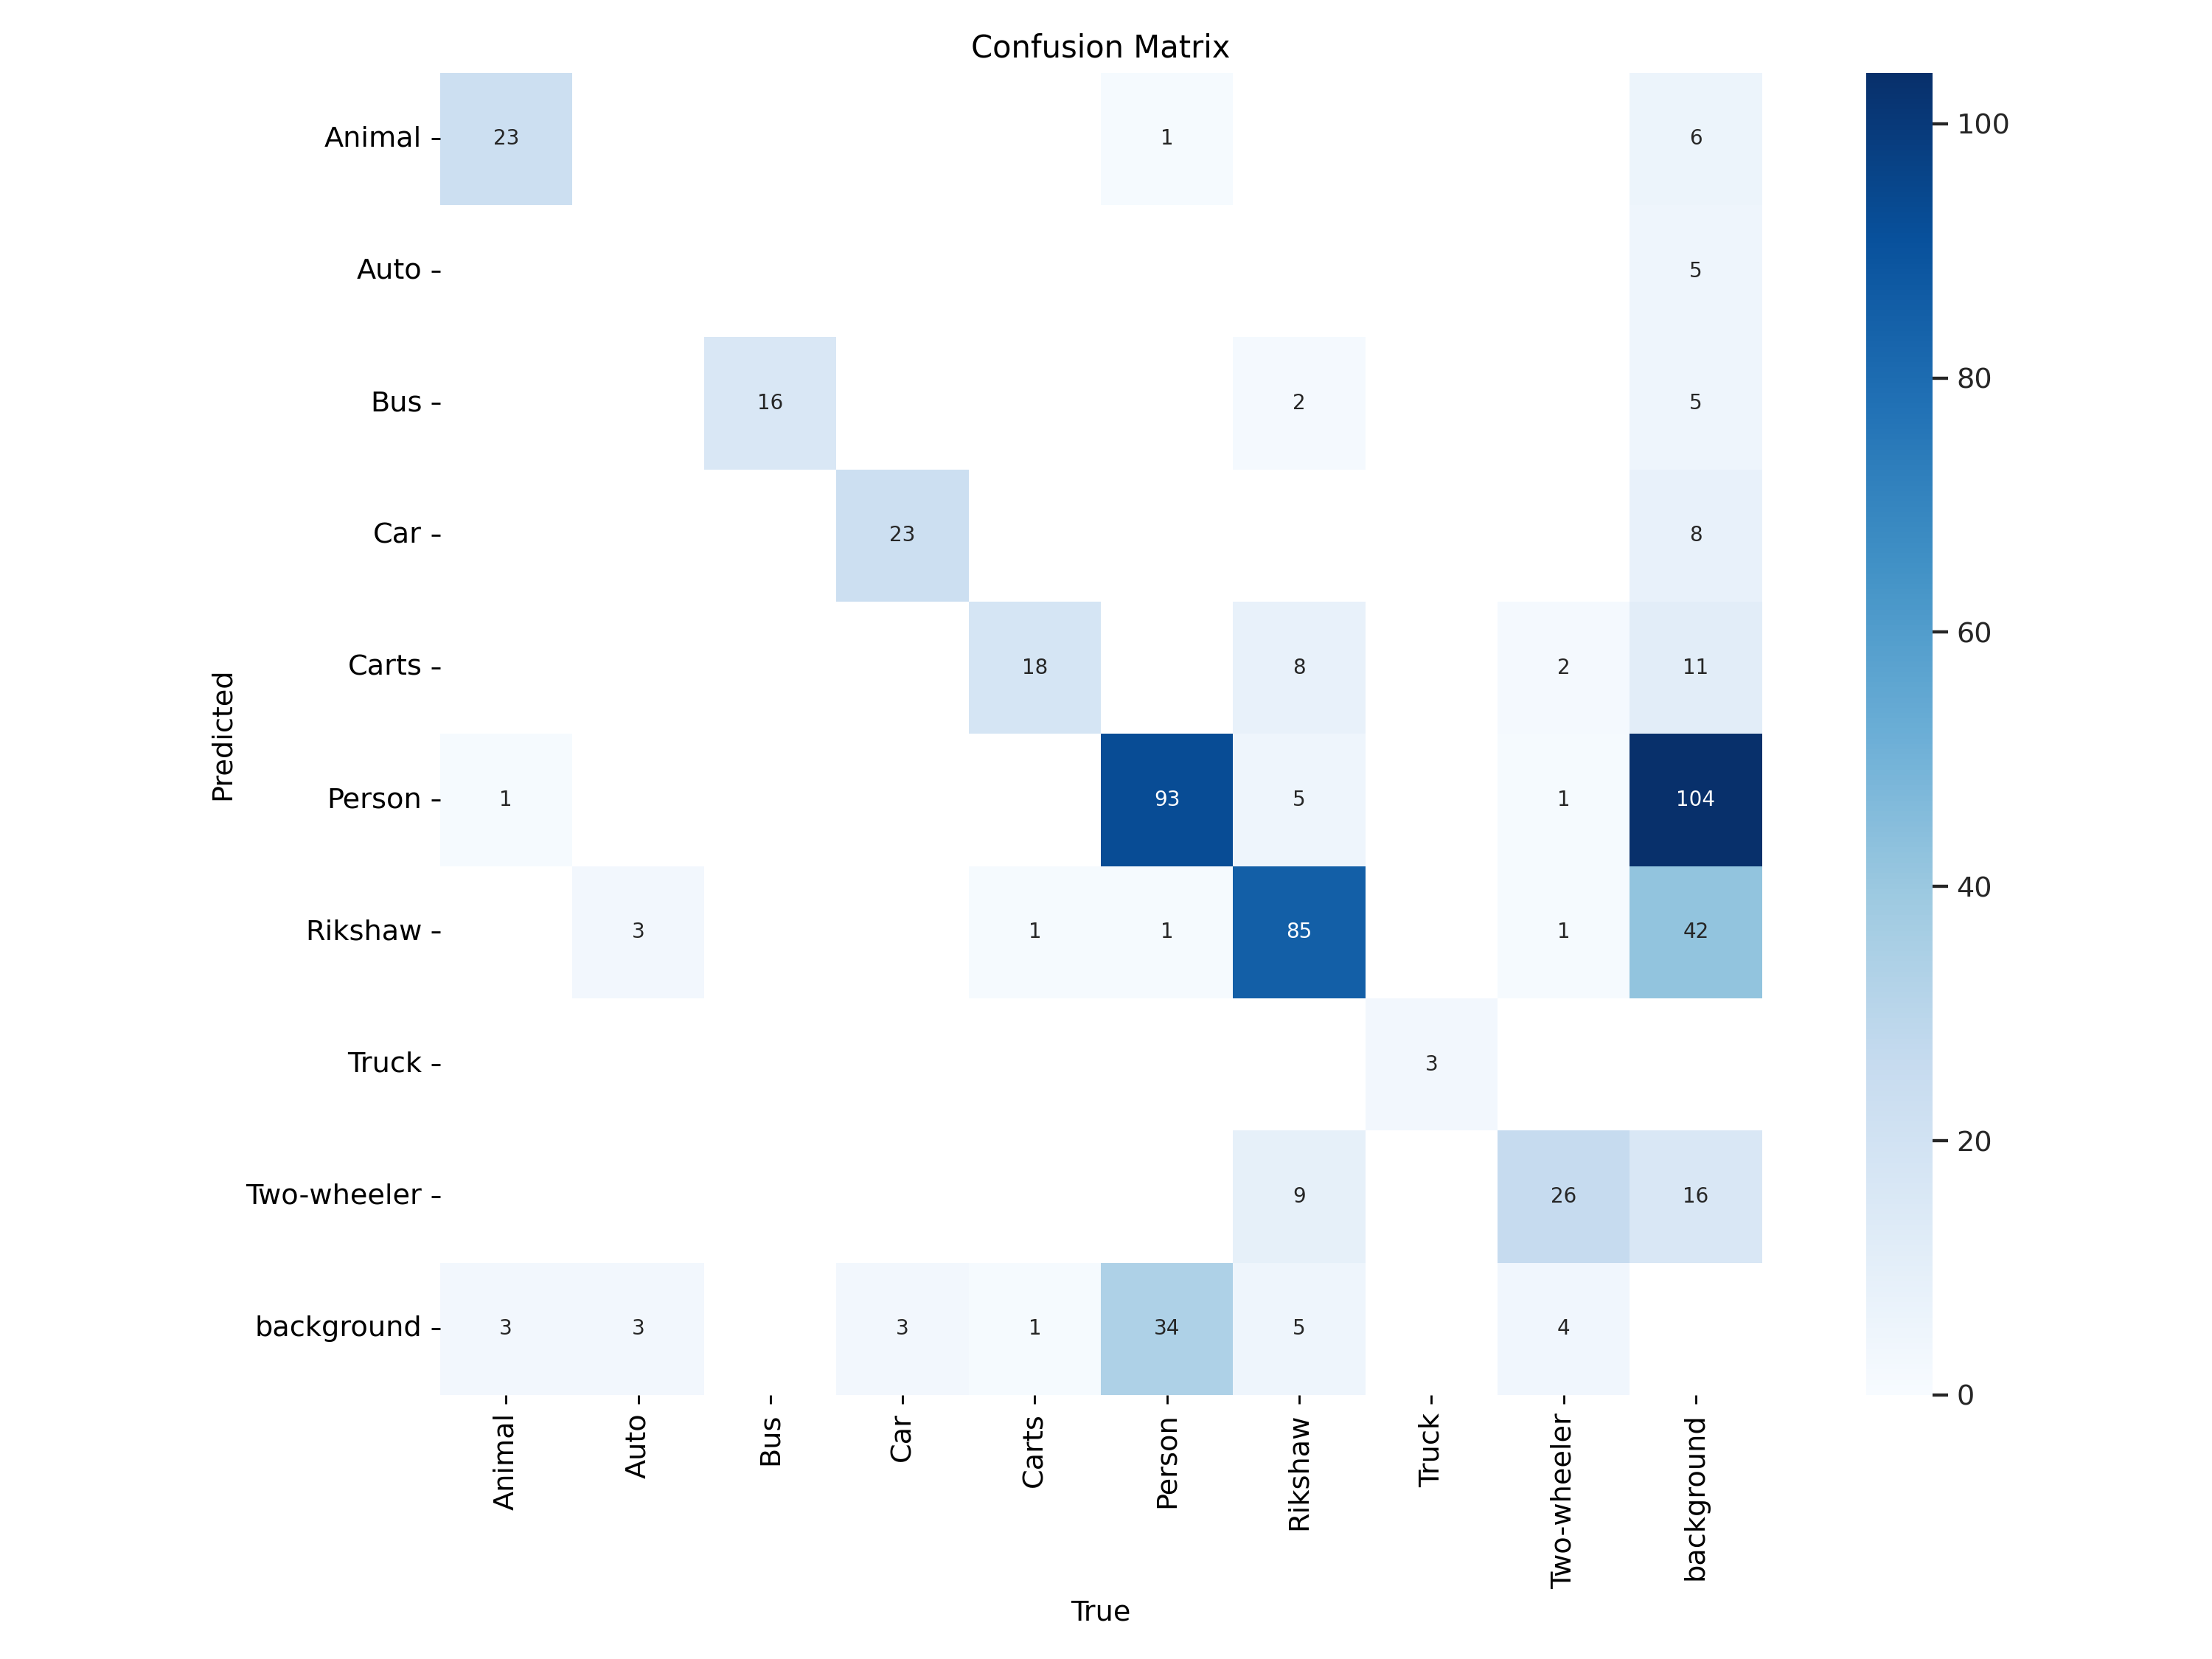 Confusion Matrix
Animal 23 1 6
Auto 5
Bus 16 2 5
Car 23 8
Carts 18 8 2 11
Person 1 93 5 1 104
Rikshaw 3 1 1 85 1 42
Truck 3
Two-wheeler 9 26 16
background 3 3 3 1 34 5 4
Predicted
Animal Auto Bus Car Carts Person Rikshaw Truck Two-wheeler background
True
100
80
60
40
20
0